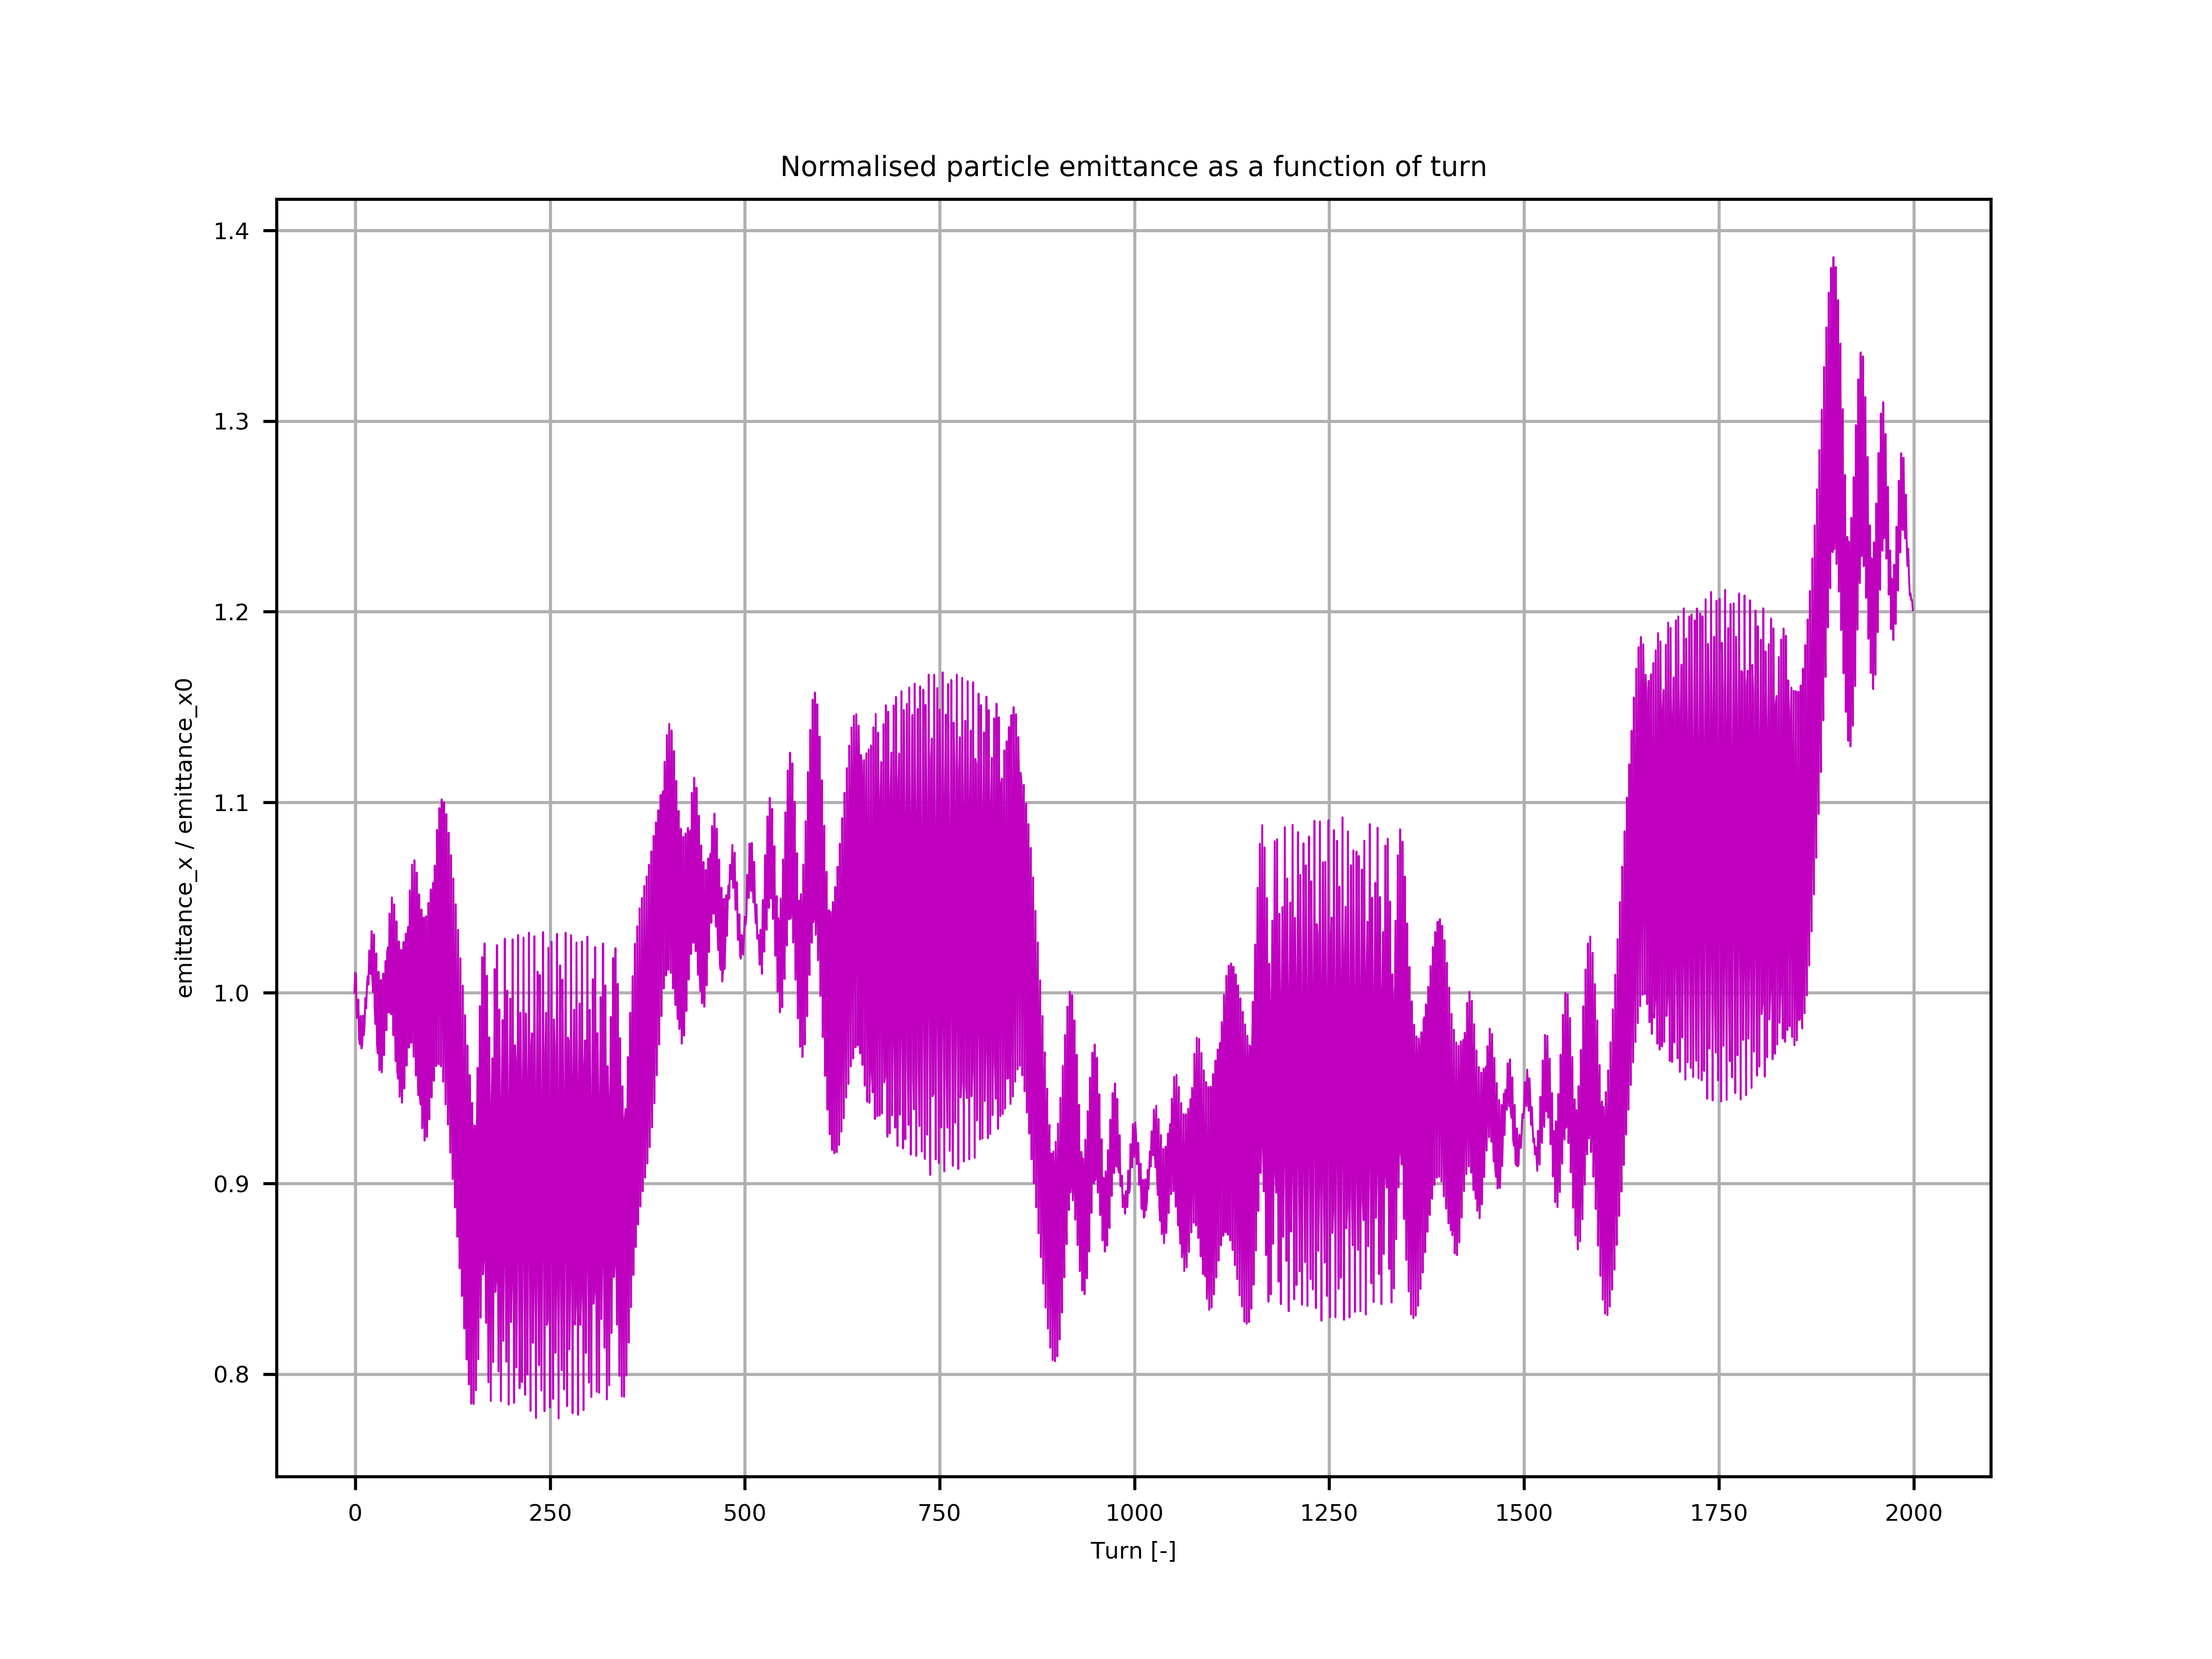 Normalised particle emittance as a function of turn
1.4
1.3
1.2
1.1
1.0
0.9
0.8
emittance_x / emittance_x0
0 250 500 750 1000 1250 1500 1750 2000
Turn [-]